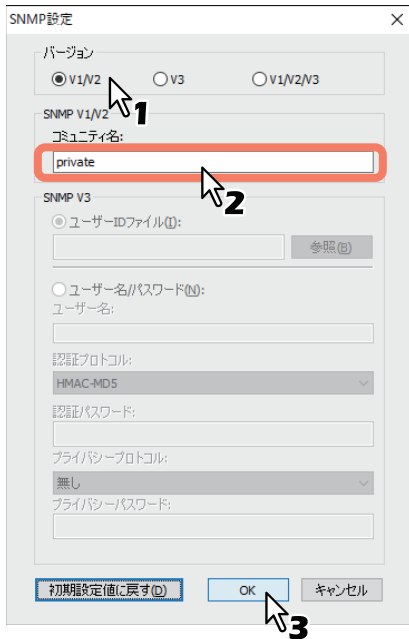 SNMP設定
バージョン
V1/V2 V3 V1/V2/V3
1
SNMP V1/V2
コミュニティ名:
private
2
SNMP V3
ユーザーIDファイル(I):
参照(B)
ユーザー名/パスワード(N):
ユーザー名:
認証プロトコル:
HMAC-MD5
認証パスワード:
プライバシープロトコル:
無し
プライバシーパスワード:
初期設定値に戻す(D) OK キャンセル
3